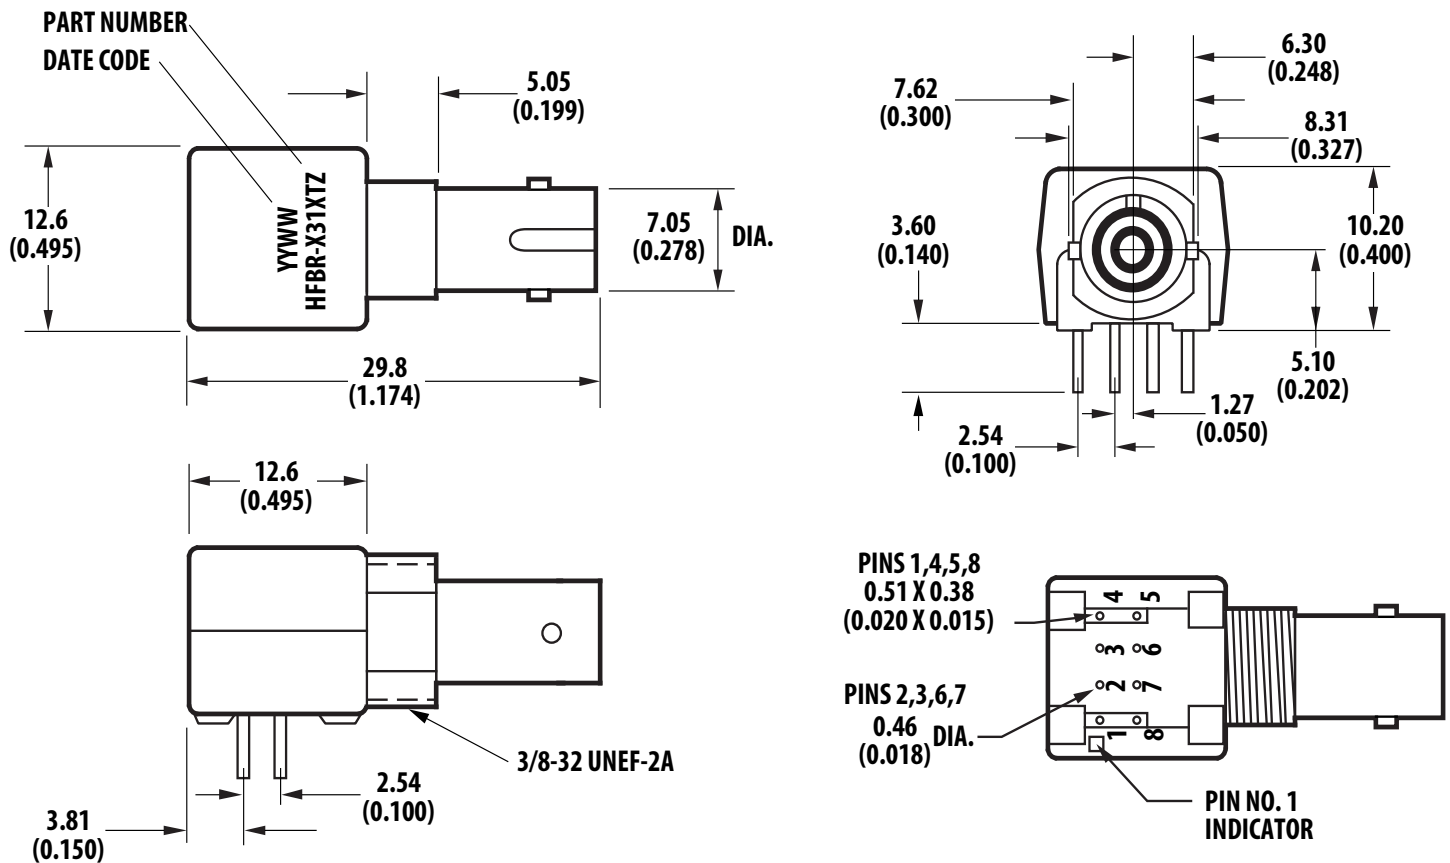 PART NUMBER
DATE CODE
5.05
(0.199)
12.6
(0.495)
YYWW
HFBR-X31XTZ
7.05
(0.278)
DIA.
29.8
(1.174)
6.30
(0.248)
7.62
(0.300)
8.31
(0.327)
3.60
(0.140)
10.20
(0.400)
5.10
(0.202)
1.27
(0.050)
2.54
(0.100)
12.6
(0.495)
3/8-32 UNEF-2A
2.54
(0.100)
3.81
(0.150)
PINS 1,4,5,8
0.51 X 0.38
(0.020 X 0.015)
PINS 2,3,6,7
0.46
(0.018)
DIA.
4 5
3 6
2 7
1 8
PIN NO. 1
INDICATOR